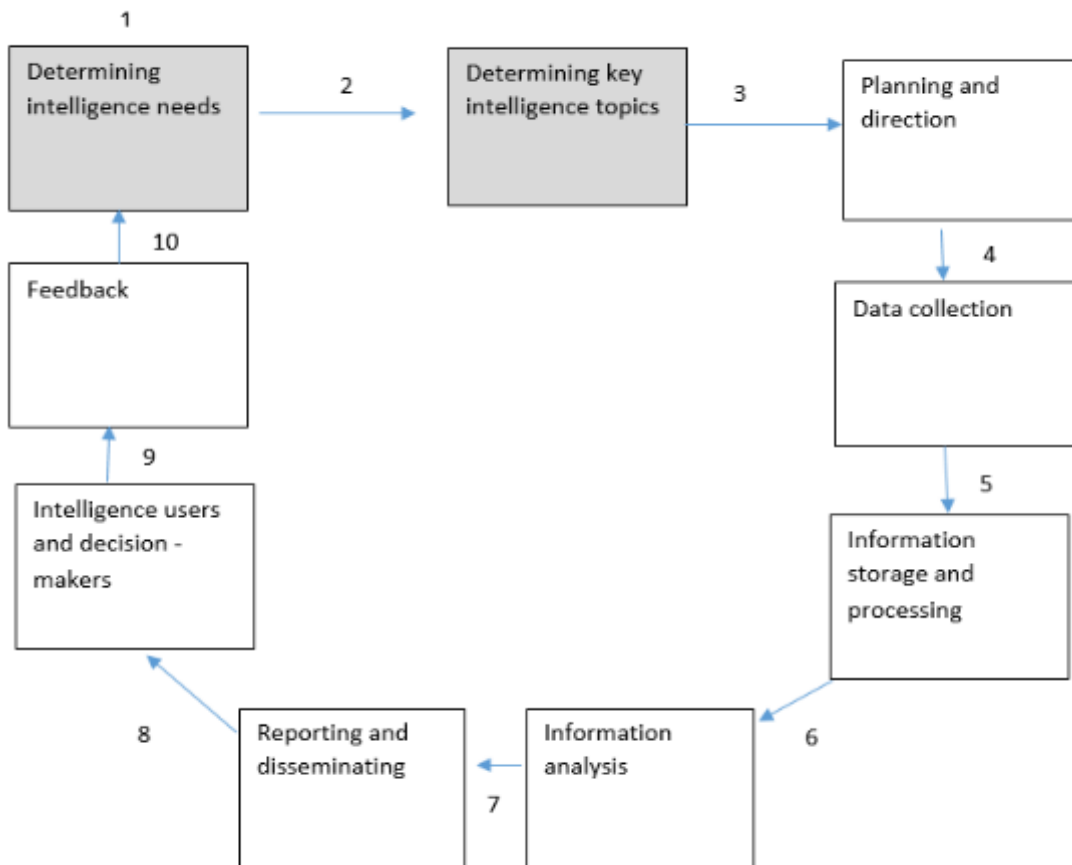 1
Determining
intelligence needs
2
Determining key
intelligence topics
3
Planning and
direction
4
Data collection
5
Information
storage and
processing
6
Information
analysis
7
Reporting and
disseminating
8
Intelligence users
and decision -
makers
9
Feedback
10